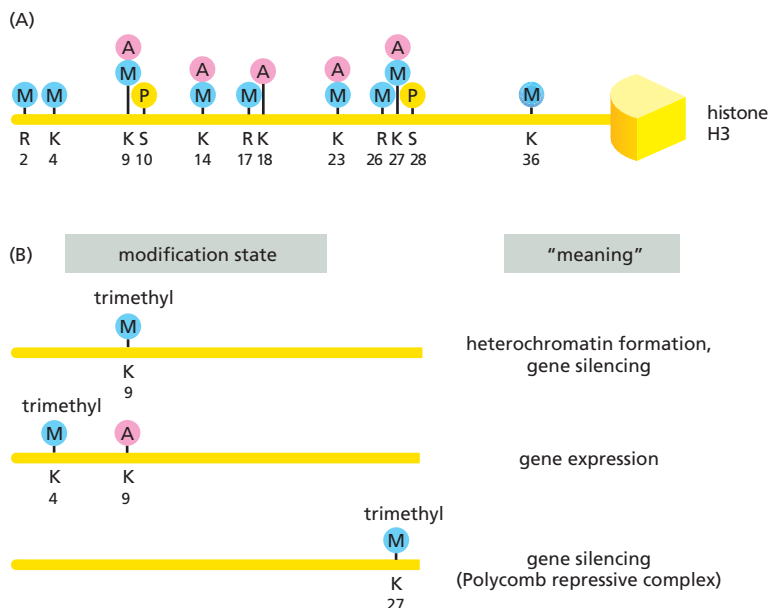 (A)
A A
M A A A M
M M M P M M A M M M P M
R K K S K R K K R K S K
2 4 9 10 14 17 18 23 26 27 28 36
histone
H3
(B) modification state “meaning”
trimethyl
M
K
9
heterochromatin formation,
gene silencing
trimethyl
M A
K K
4 9
gene expression
trimethyl
M
K
27
gene silencing
(Polycomb repressive complex)